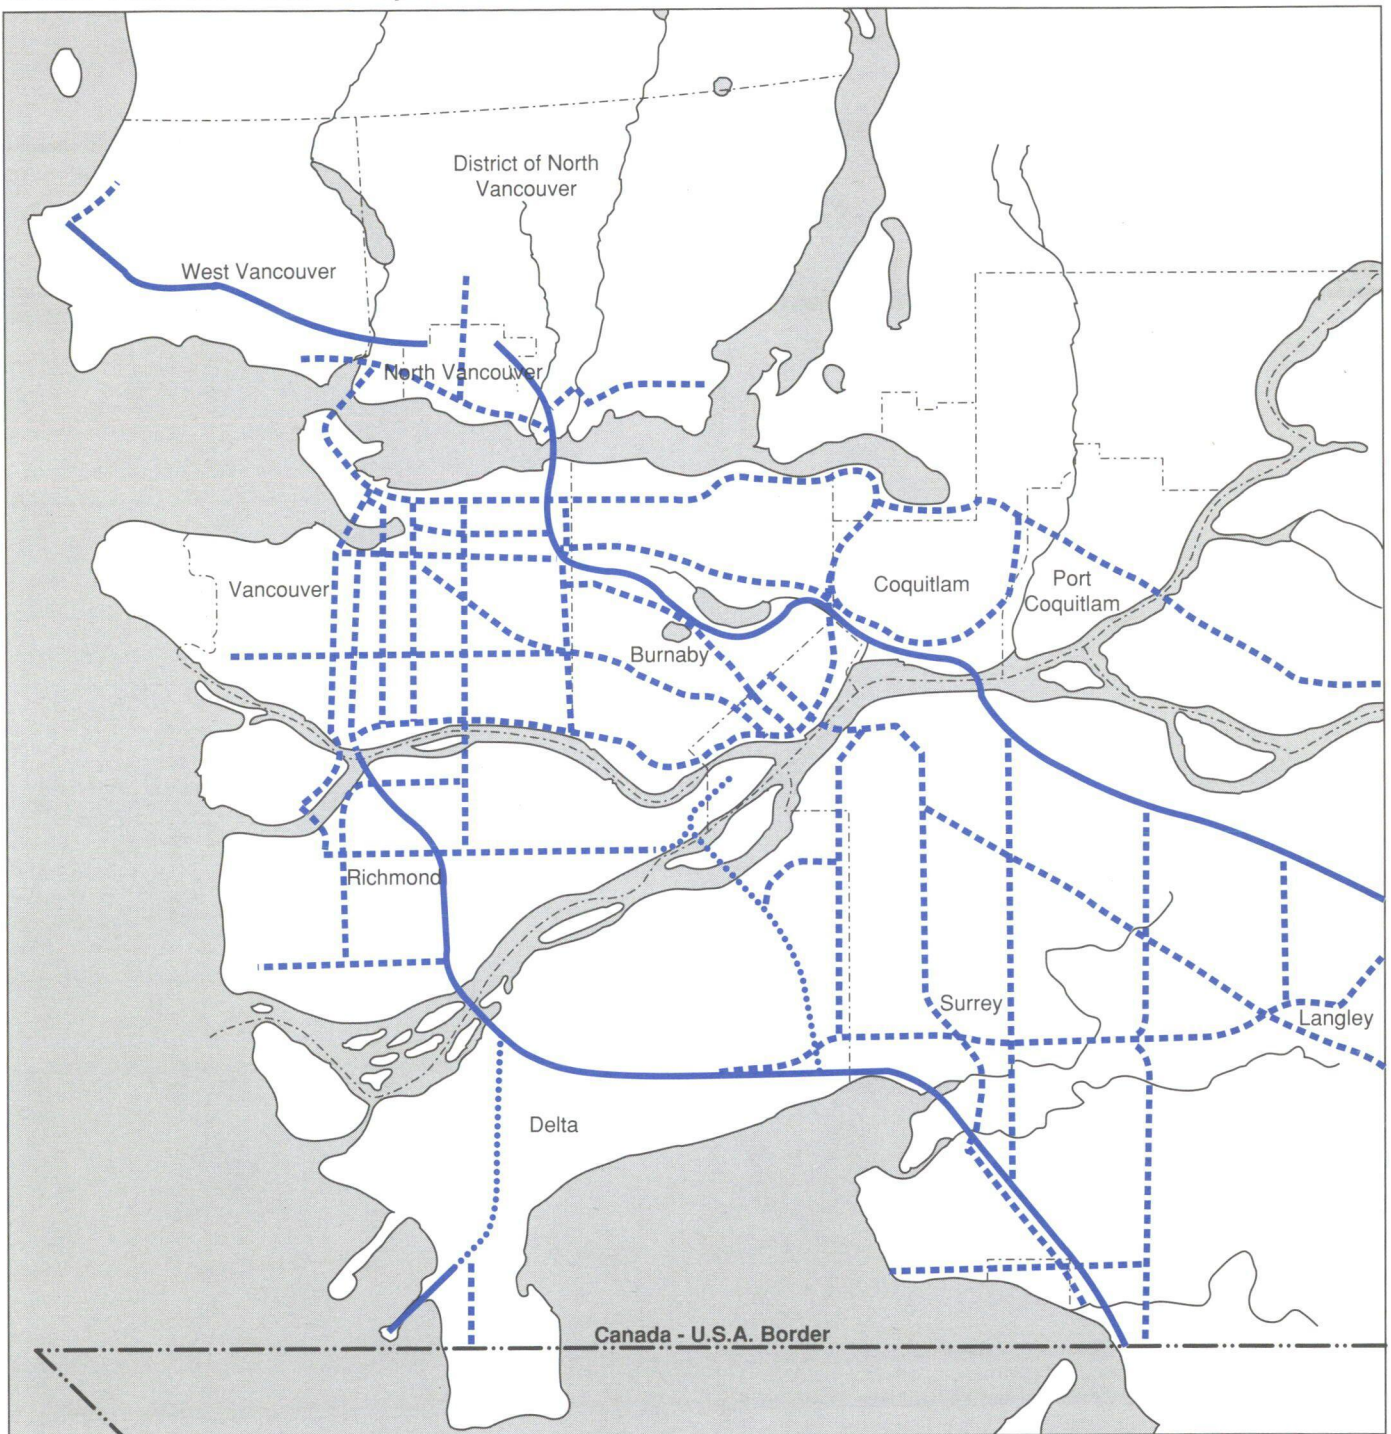 District of North
Vancouver
West Vancouver
North Vancouver
Vancouver
Coquitlam
Port
Coquitlam
Burnaby
Richmond
Surrey
Langley
Delta
Canada - U.S.A. Border